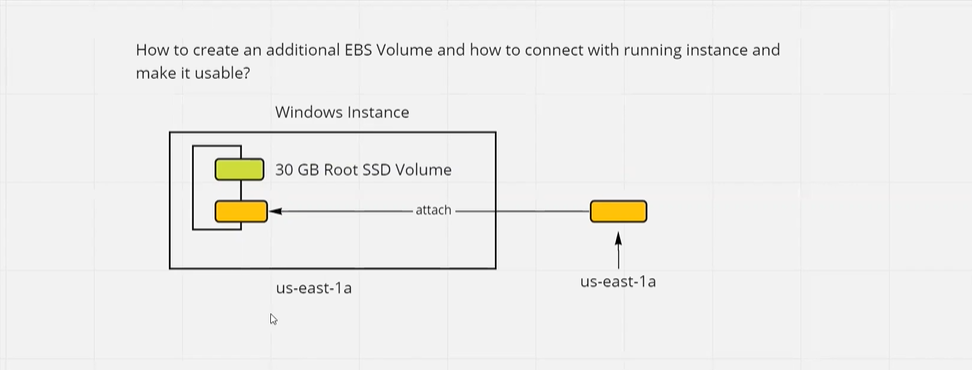 How to create an additional EBS Volume and how to connect with running instance and
make it usable?
Windows Instance
30 GB Root SSD Volume
attach
us-east-1a
us-east-1a